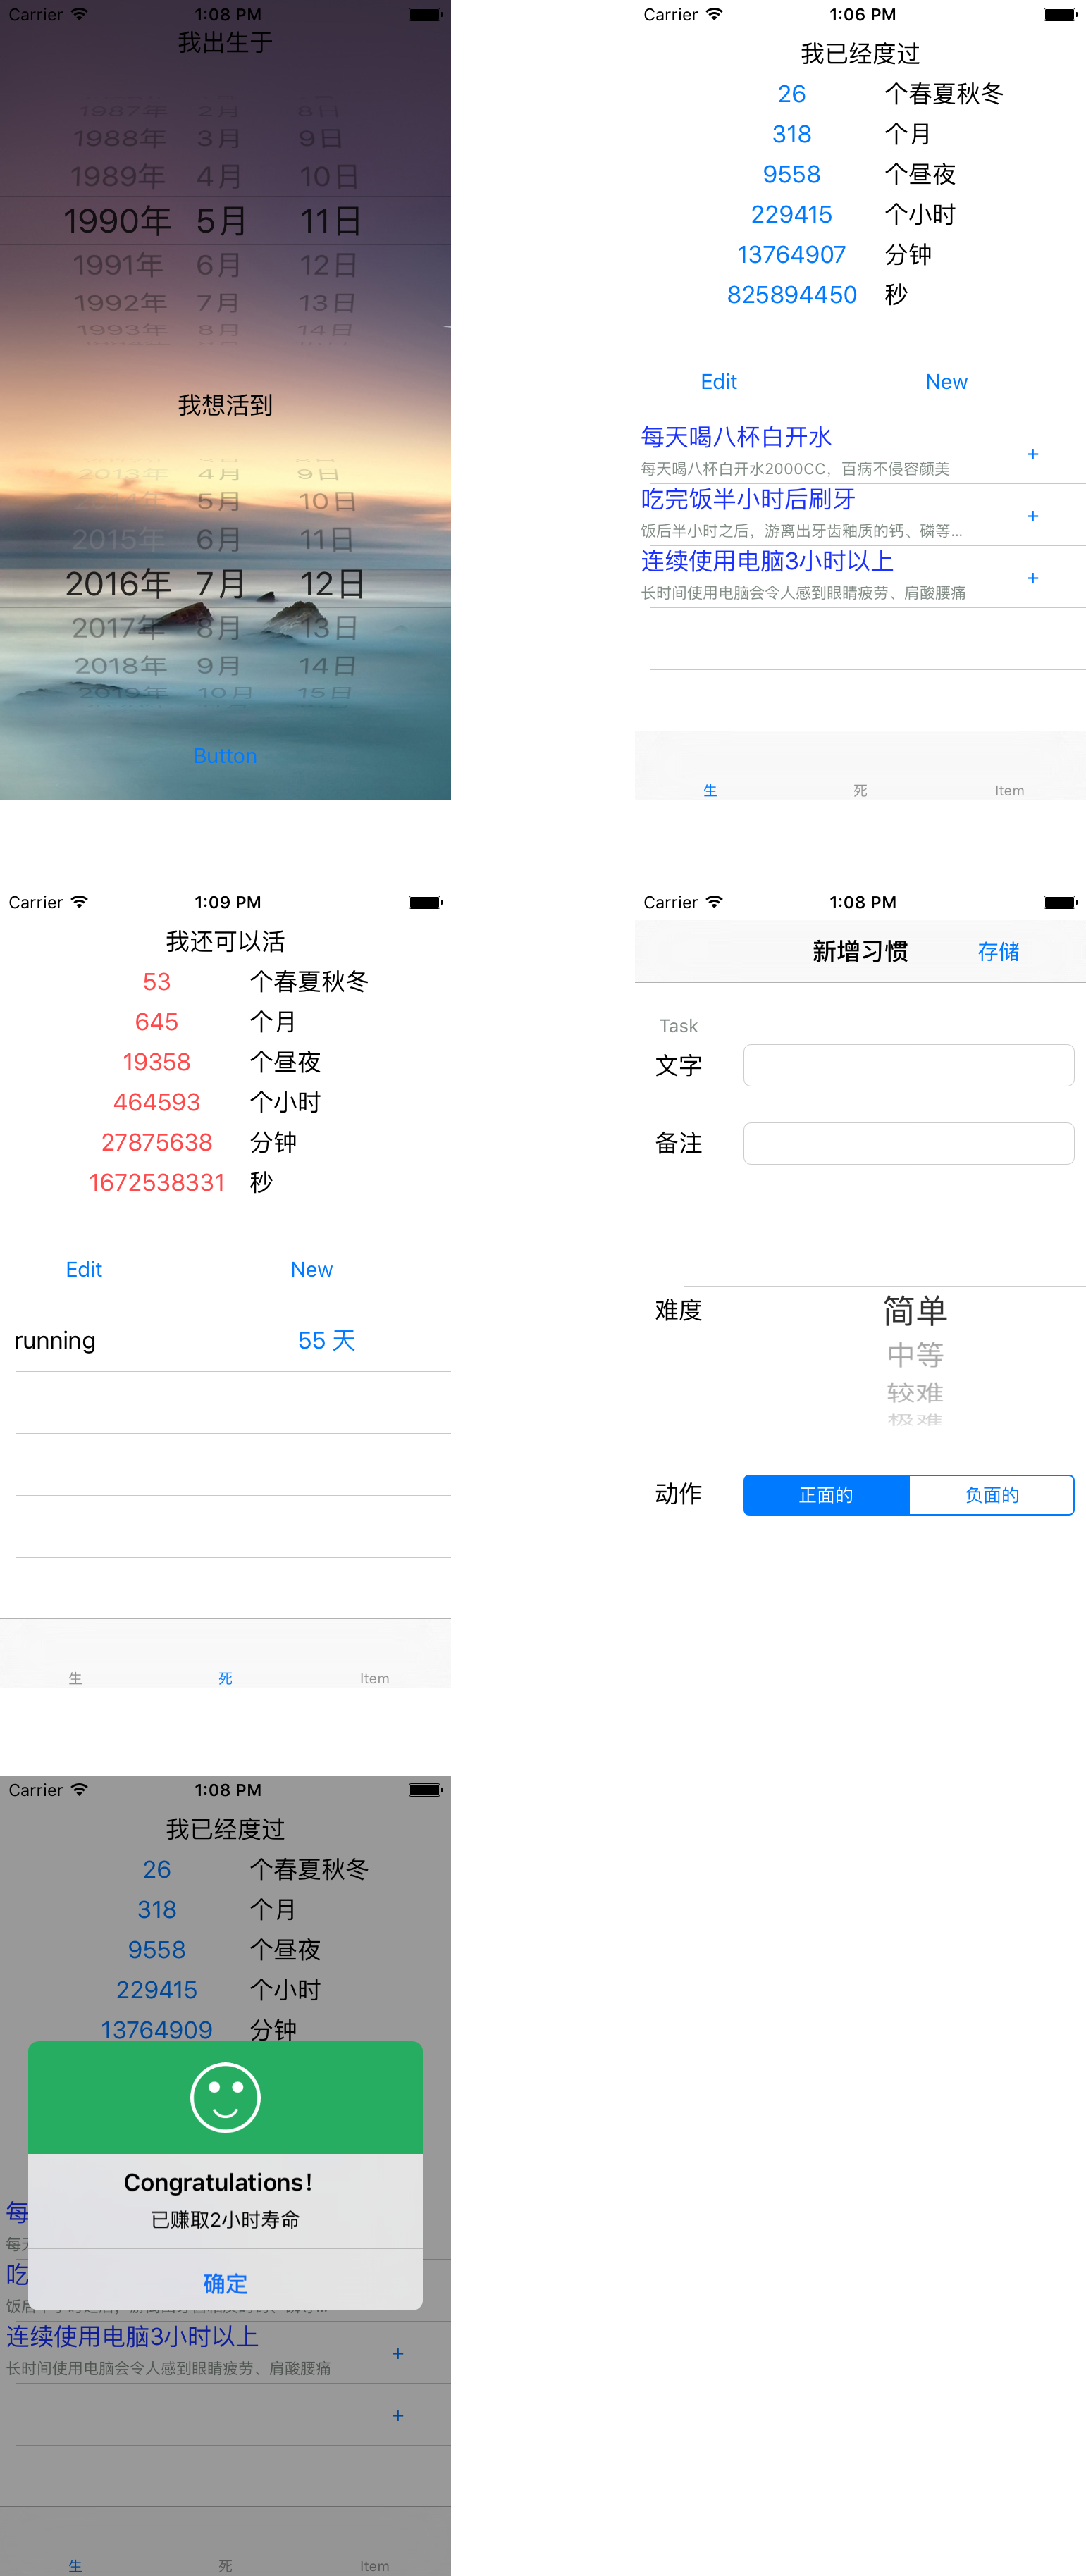 Carrier 1:08 PM
我出生于
1987年 2月 8日
1988年 3月 9日
1989年 4月 10日
1990年 5月 11日
1991年 6月 12日
1992年 7月 13日
1993年 8月 14日
我想活到
2013年 4月 9日
2014年 5月 10日
2015年 6月 11日
2016年 7月 12日
2017年 8月 13日
2018年 9月 14日
2019年 10月 15日
Button
Carrier 1:06 PM
我已经度过
26 个春夏秋冬
318 个月
9558 个昼夜
229415 个小时
13764907 分钟
825894450 秒
Edit New
每天喝八杯白开水
每天喝八杯白开水2000CC，百病不侵容颜美
+
吃完饭半小时后刷牙
饭后半小时之后，游离出牙齿釉质的钙、磷等...
+
连续使用电脑3小时以上
长时间使用电脑会令人感到眼睛疲劳、肩酸腰痛
+
生 死 Item
Carrier 1:09 PM
我还可以活
53 个春夏秋冬
645 个月
19358 个昼夜
464593 个小时
27875638 分钟
1672538331 秒
Edit New
running 55 天
生 死 Item
Carrier 1:08 PM
新增习惯 存储
Task
文字
备注
难度 简单
中等
较难
极难
动作 正面的 负面的
Carrier 1:08 PM
我已经度过
26 个春夏秋冬
318 个月
9558 个昼夜
229415 个小时
13764909 分钟
Congratulations！
已赚取2小时寿命
确定
每
每天
吃
饭后
连续使用电脑3小时以上
长时间使用电脑会令人感到眼睛疲劳、肩酸腰痛
+
+
生 死 Item